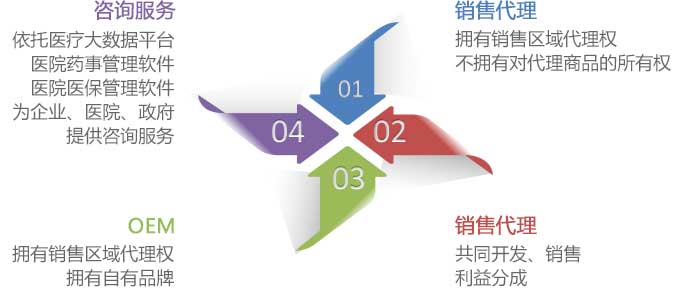 咨询服务
依托医疗大数据平台
医院药事管理软件
医院医保管理软件
为企业、医院、政府
提供咨询服务
销售代理
拥有销售区域代理权
不拥有对代理商品的所有权
01
04
02
03
OEM
拥有销售区域代理权
拥有自有品牌
销售代理
共同开发、销售
利益分成